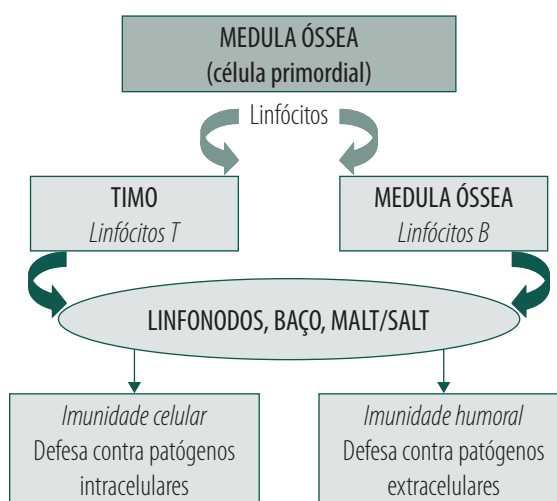 MEDULA ÓSSEA
(célula primordial)
Linfócitos
TIMO
Linfócitos T
MEDULA ÓSSEA
Linfócitos B
LINFONODOS, BAÇO, MALT/SALT
Imunidade celular
Defesa contra patógenos
intracelulares
Imunidade humoral
Defesa contra patógenos
extracelulares